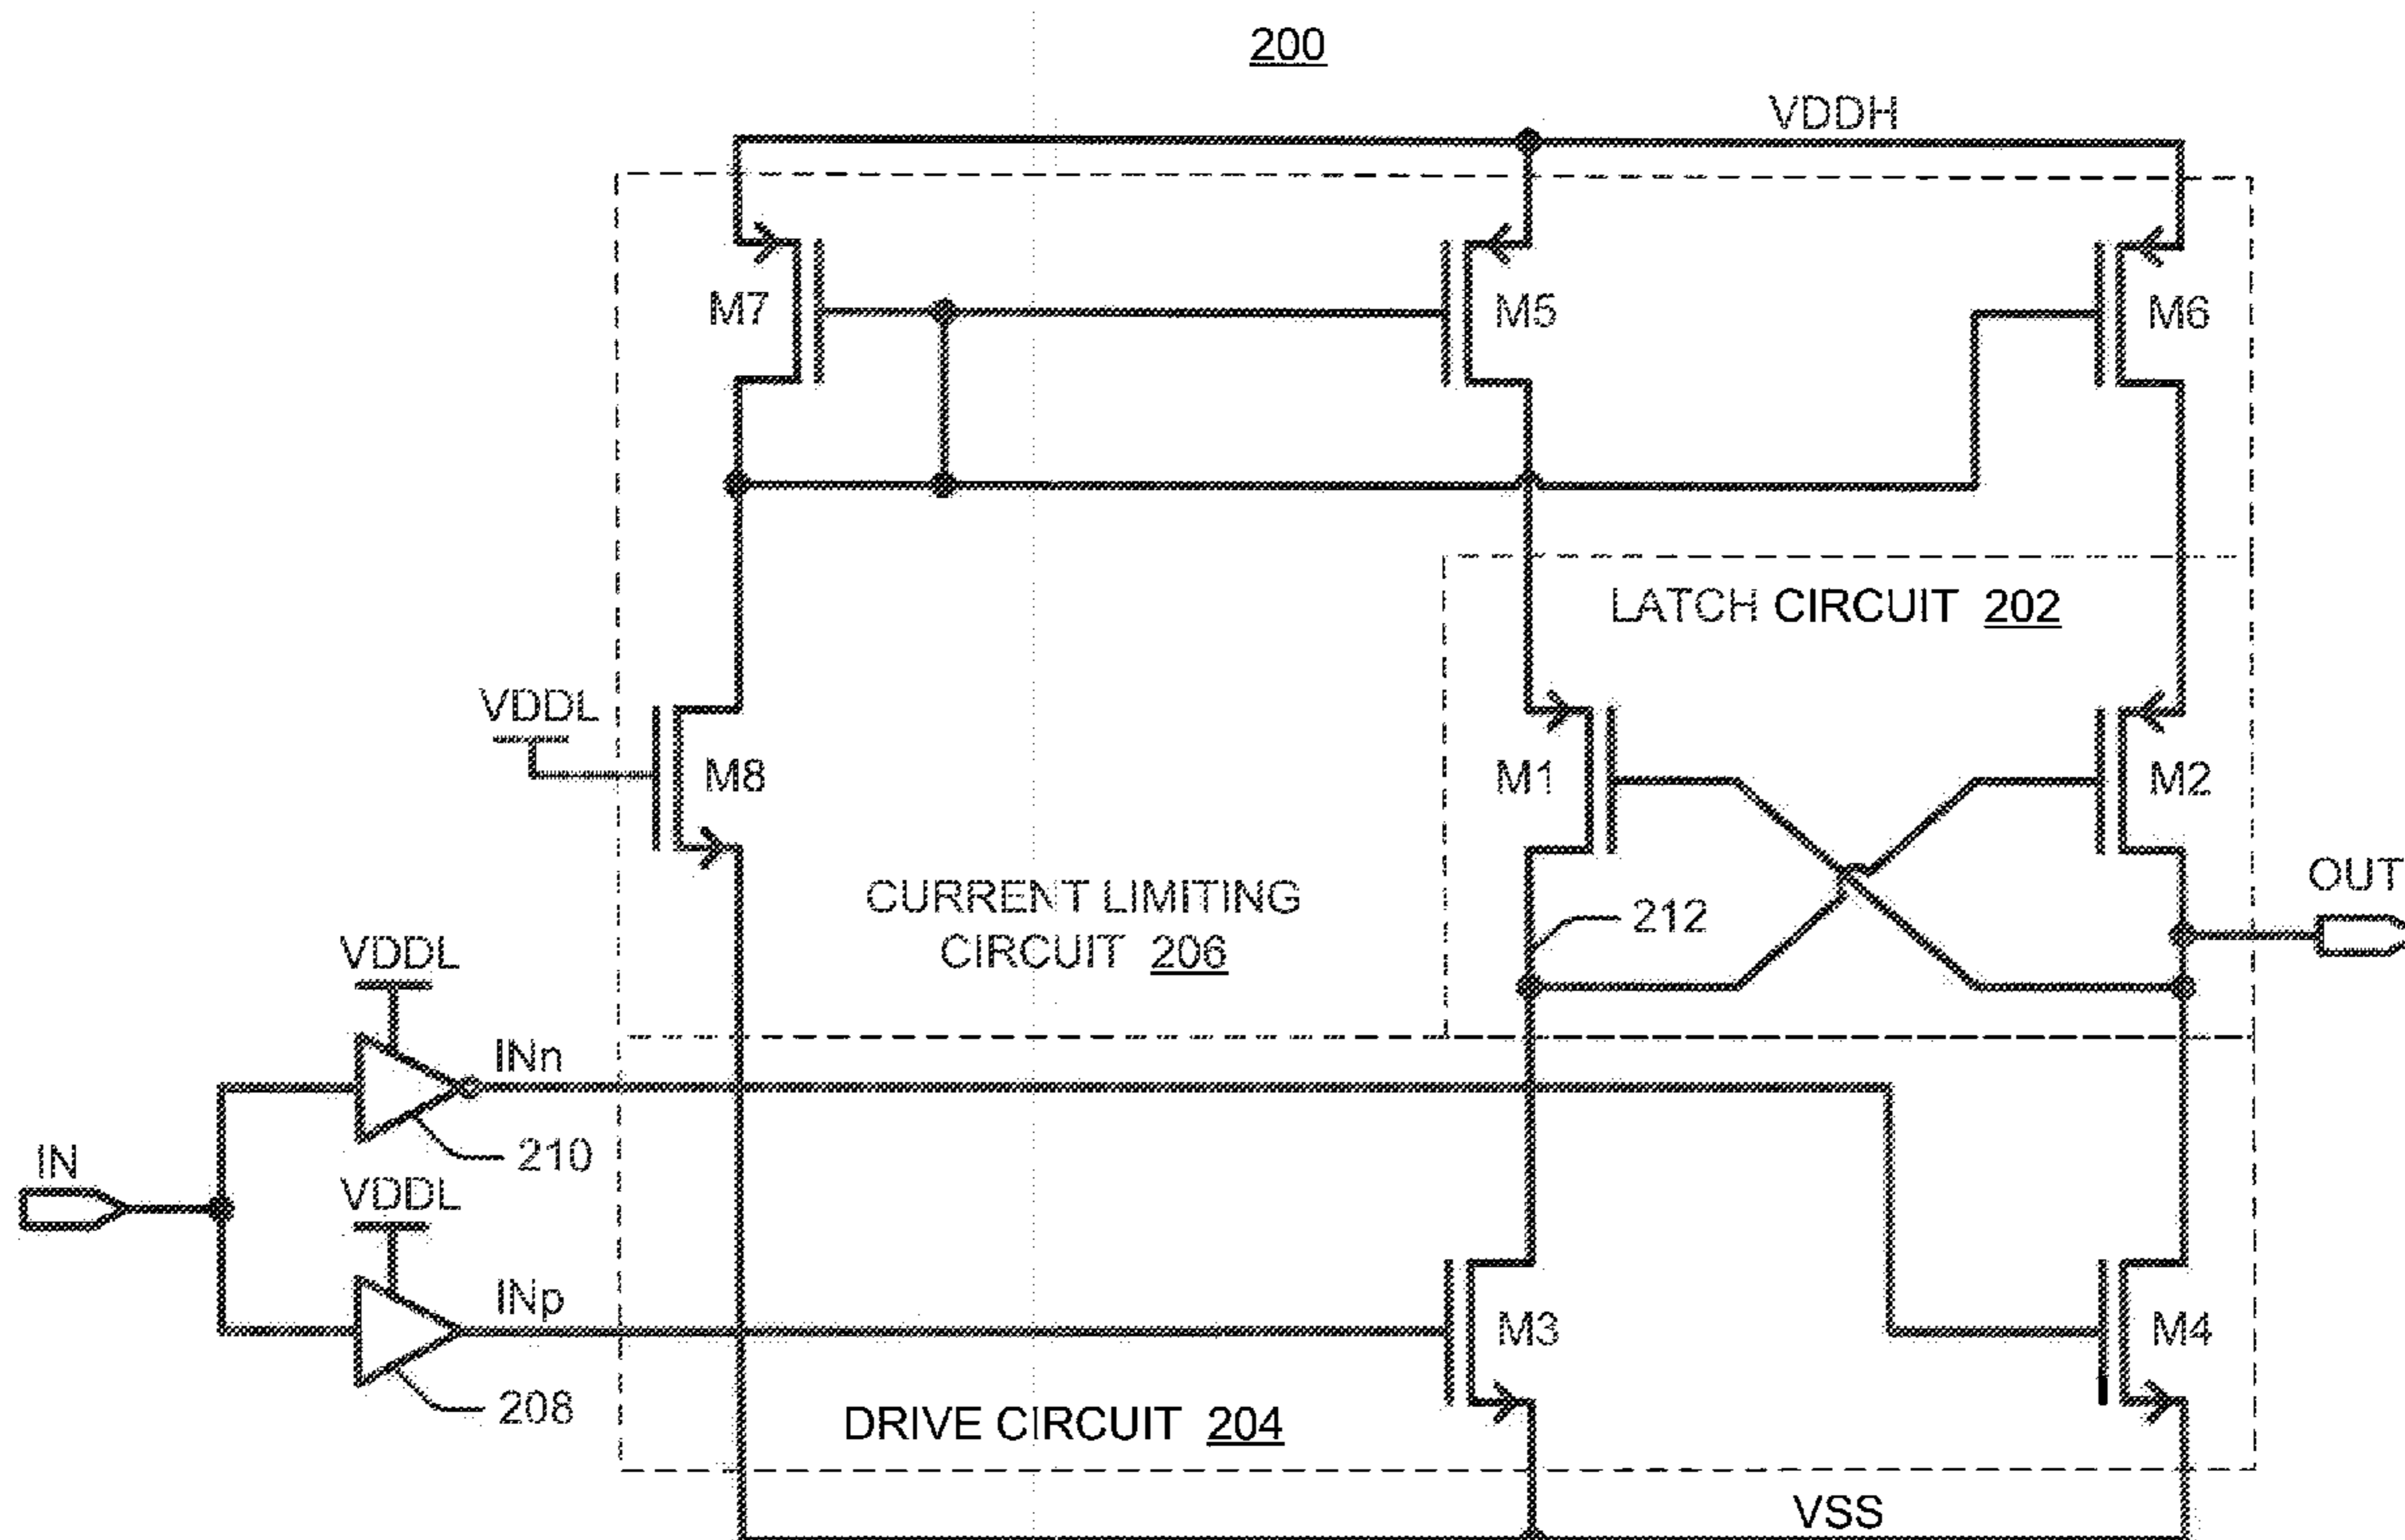 200
VDDH
M7
M5
M6
LATCH CIRCUIT 202
VDDL
M8
M1
M2
CURRENT LIMITING
CIRCUIT 206
212
OUT
VDDL
INn
210
IN
VDDL
INp
M3
M4
208
DRIVE CIRCUIT 204
VSS